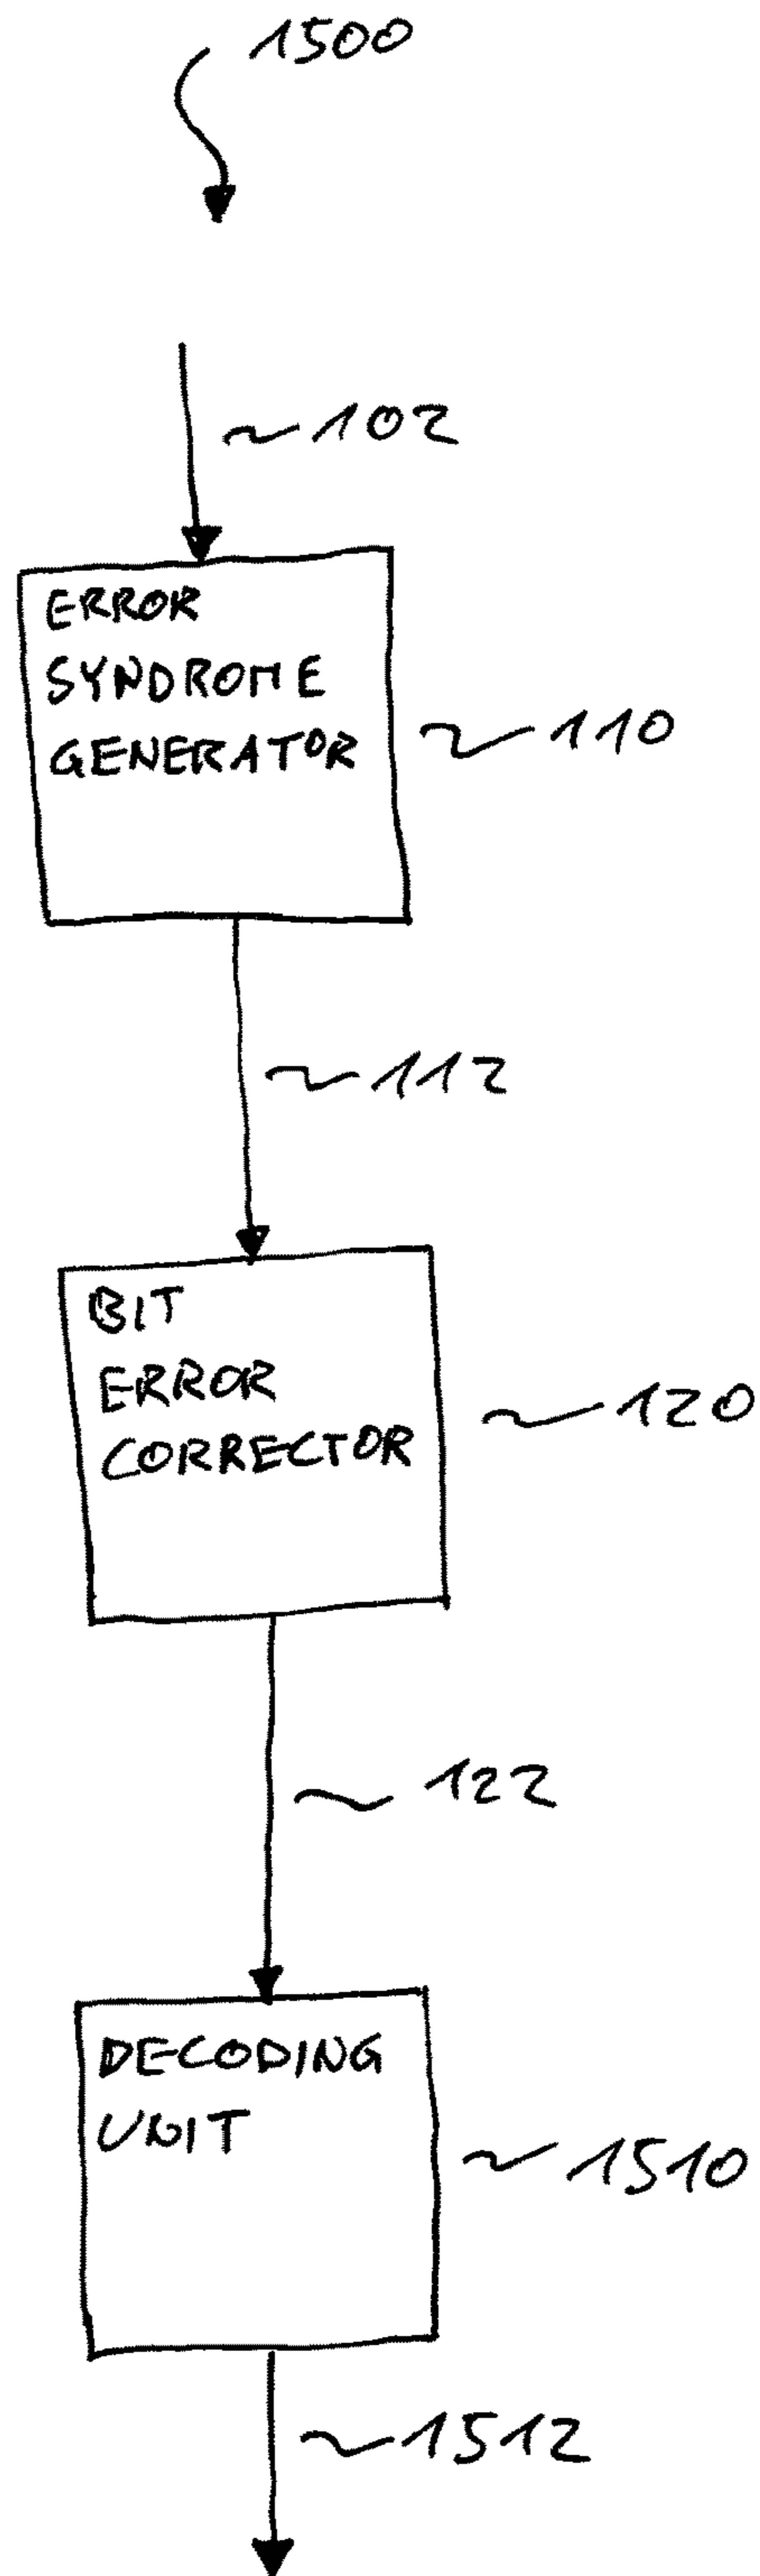 1500
102
ERROR
SYNDROME
GENERATOR
110
112
BIT
ERROR
CORRECTOR
120
122
DECODING
UNIT
1510
1512